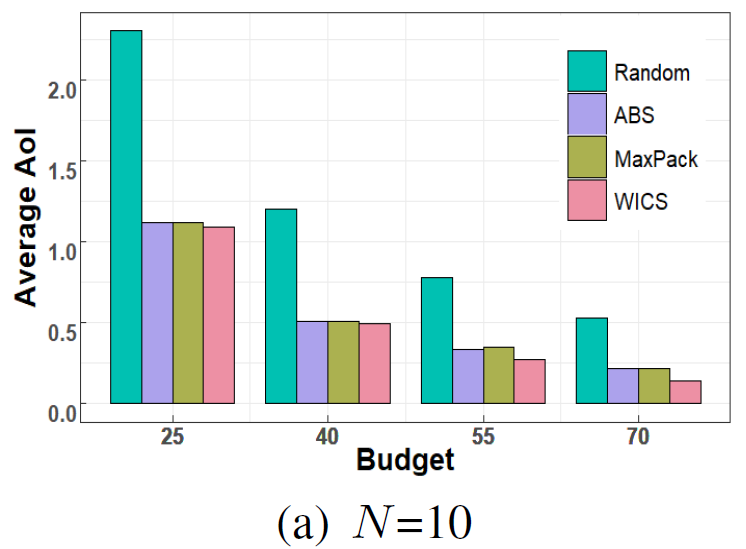 Average AoI
2.0
1.5
1.0
0.5
0.0
Random
ABS
MaxPack
WICS
25 40 55 70
Budget
(a) N=10